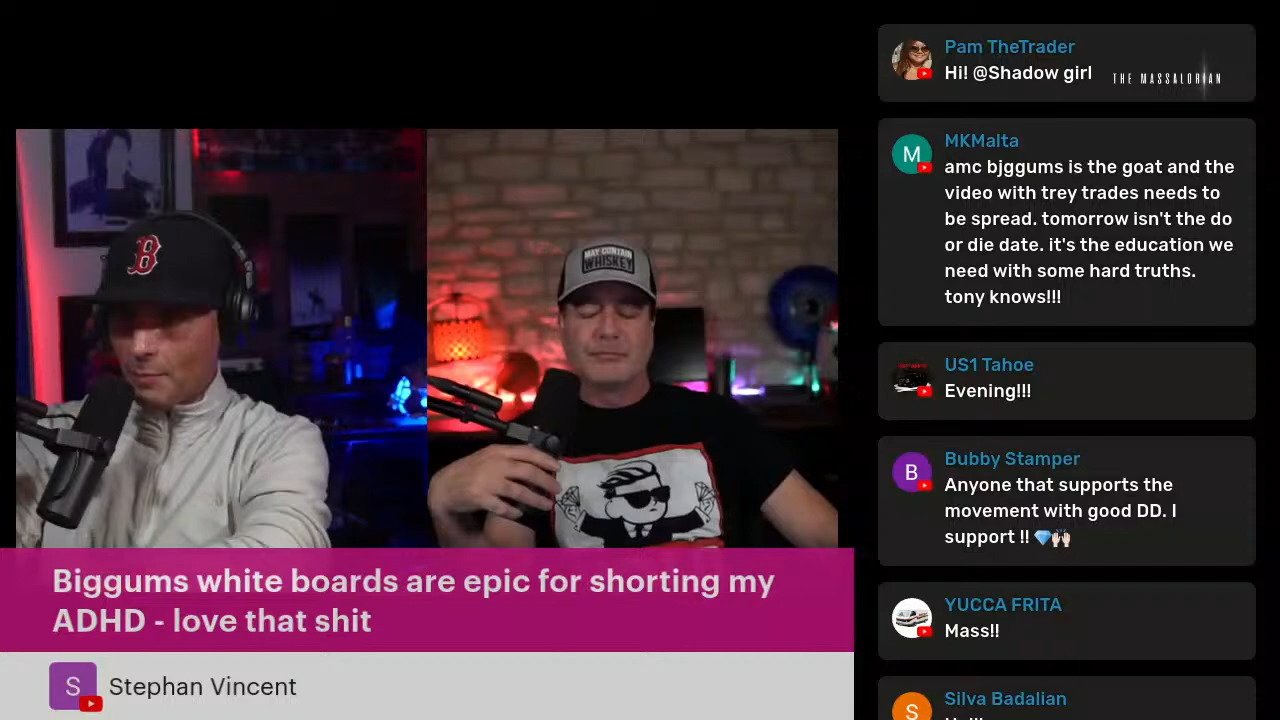 Pam TheTrader
Hi! @Shadow girl
THE MASSALORIAN
MKMalta
amc bjggums is the goat and the
video with trey trades needs to
be spread. tomorrow isn't the do
or die date. it's the education we
need with some hard truths.
tony knows!!!
US1 Tahoe
Evening!!!
Bubby Stamper
Anyone that supports the
movement with good DD. I
support !! 💎🙌🏻
YUCCA FRITA
Mass!!
Silva Badalian
B
MAY CONTAIN
WHISKEY
Biggums white boards are epic for shorting my
ADHD - love that shit
Stephan Vincent
M
B
S
S